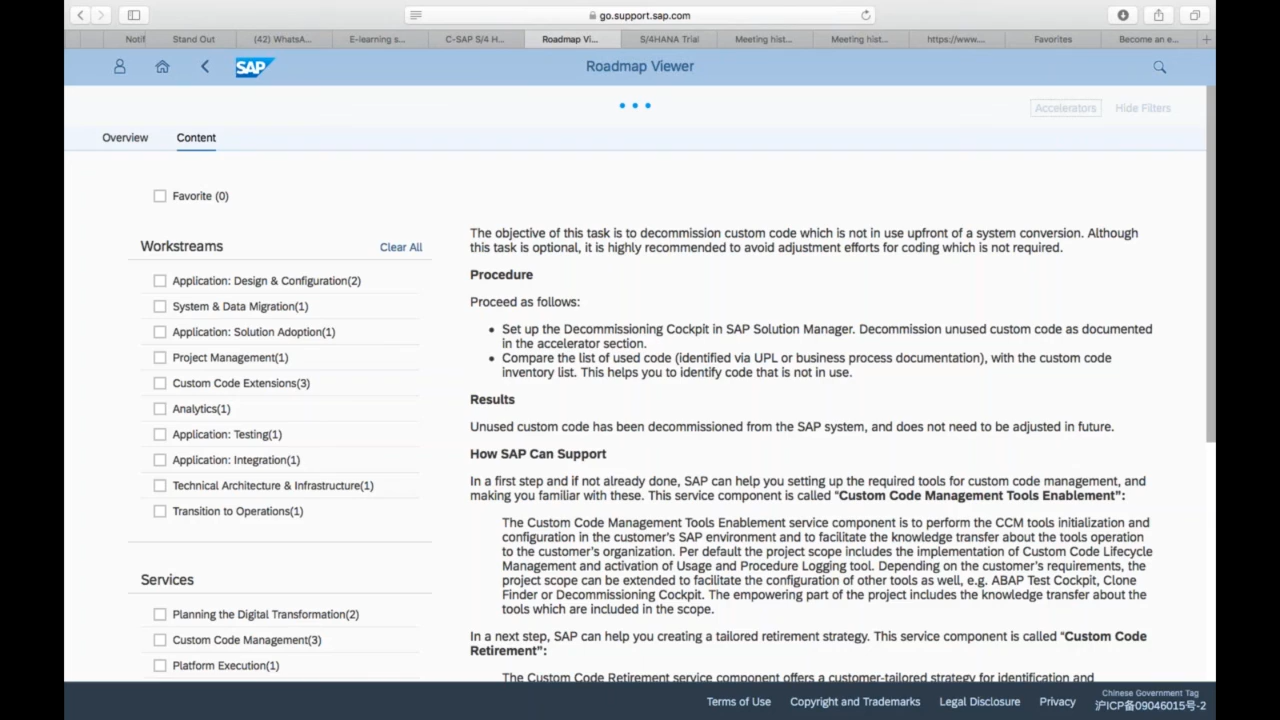 go.support.sap.com
Notif
Stand Out
(42) WhatsA...
E-learning s...
C-SAP S/4 H...
Roadmap Vi...
S/4HANA Trial
Meeting hist...
Meeting hist...
https://www....
Favorites
Become an e...
SAP
Roadmap Viewer
Accelerators
Hide Filters
Overview
Content
Favorite (0)
Workstreams
Clear All
Application: Design & Configuration(2)
System & Data Migration(1)
Application: Solution Adoption(1)
Project Management(1)
Custom Code Extensions(3)
Analytics(1)
Application: Testing(1)
Application: Integration(1)
Technical Architecture & Infrastructure(1)
Transition to Operations(1)
Services
Planning the Digital Transformation(2)
Custom Code Management(3)
Platform Execution(1)
The objective of this task is to decommission custom code which is not in use upfront of a system conversion. Although
this task is optional, it is highly recommended to avoid adjustment efforts for coding which is not required.
Procedure
Proceed as follows:
• Set up the Decommissioning Cockpit in SAP Solution Manager. Decommission unused custom code as documented
in the accelerator section.
• Compare the list of used code (identified via UPL or business process documentation), with the custom code
inventory list. This helps you to identify code that is not in use.
Results
Unused custom code has been decommissioned from the SAP system, and does not need to be adjusted in future.
How SAP Can Support
In a first step and if not already done, SAP can help you setting up the required tools for custom code management, and
making you familiar with these. This service component is called “Custom Code Management Tools Enablement”:
The Custom Code Management Tools Enablement service component is to perform the CCM tools initialization and
configuration in the customer’s SAP environment and to facilitate the knowledge transfer about the tools operation
to the customer’s organization. Per default the project scope includes the implementation of Custom Code Lifecycle
Management and activation of Usage and Procedure Logging tool. Depending on the customer’s requirements, the
project scope can be extended to facilitate the configuration of other tools as well, e.g. ABAP Test Cockpit, Clone
Finder or Decommissioning Cockpit. The empowering part of the project includes the knowledge transfer about the
tools which are included in the scope.
In a next step, SAP can help you creating a tailored retirement strategy. This service component is called “Custom Code
Retirement”:
The Custom Code Retirement service component offers a customer-tailored strategy for identification and
Terms of Use
Copyright and Trademarks
Legal Disclosure
Privacy
Chinese Government Tag
沪ICP备09046015号-2